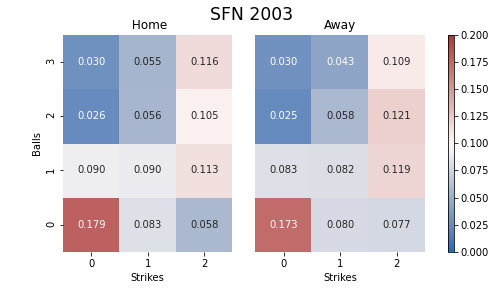 SFN 2003
Home Away
0.200
3 0.030 0.055 0.116 0.030 0.043 0.109
0.175
0.150
2 0.026 0.056 0.105 0.025 0.058 0.121
0.125
Balls
0.100
1 0.090 0.090 0.113 0.083 0.082 0.119
0.075
0.050
0 0.179 0.083 0.058 0.173 0.080 0.077
0.025
0.000
0 1 2 0 1 2
Strikes Strikes